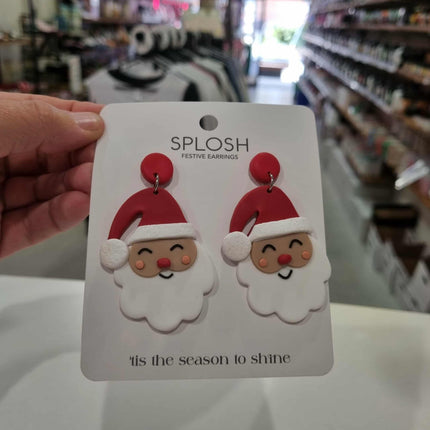 SPLOSH
FESTIVE EARRINGS
'tis the season to shine